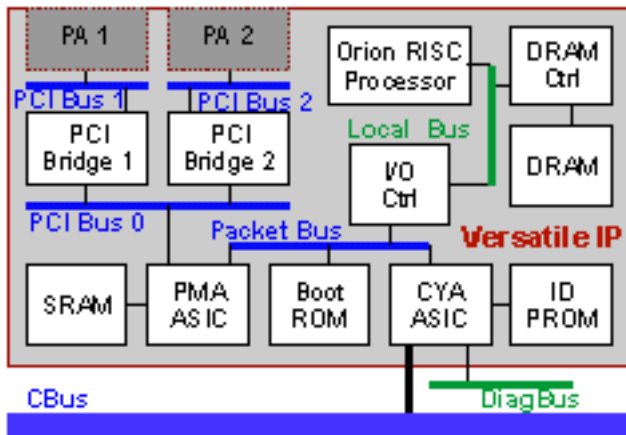 PA 1
PA 2
Orion RISC
Processor
DRAM
Ctrl
PCI Bus 1
PCI Bus 2
PCI
Bridge 1
PCI
Bridge 2
Local Bus
I/O
Ctrl
DRAM
PCI Bus 0
Packet Bus
Versatile IP
SRAM
PMA
ASIC
Boot
ROM
CYA
ASIC
ID
PROM
CBus
DiagBus